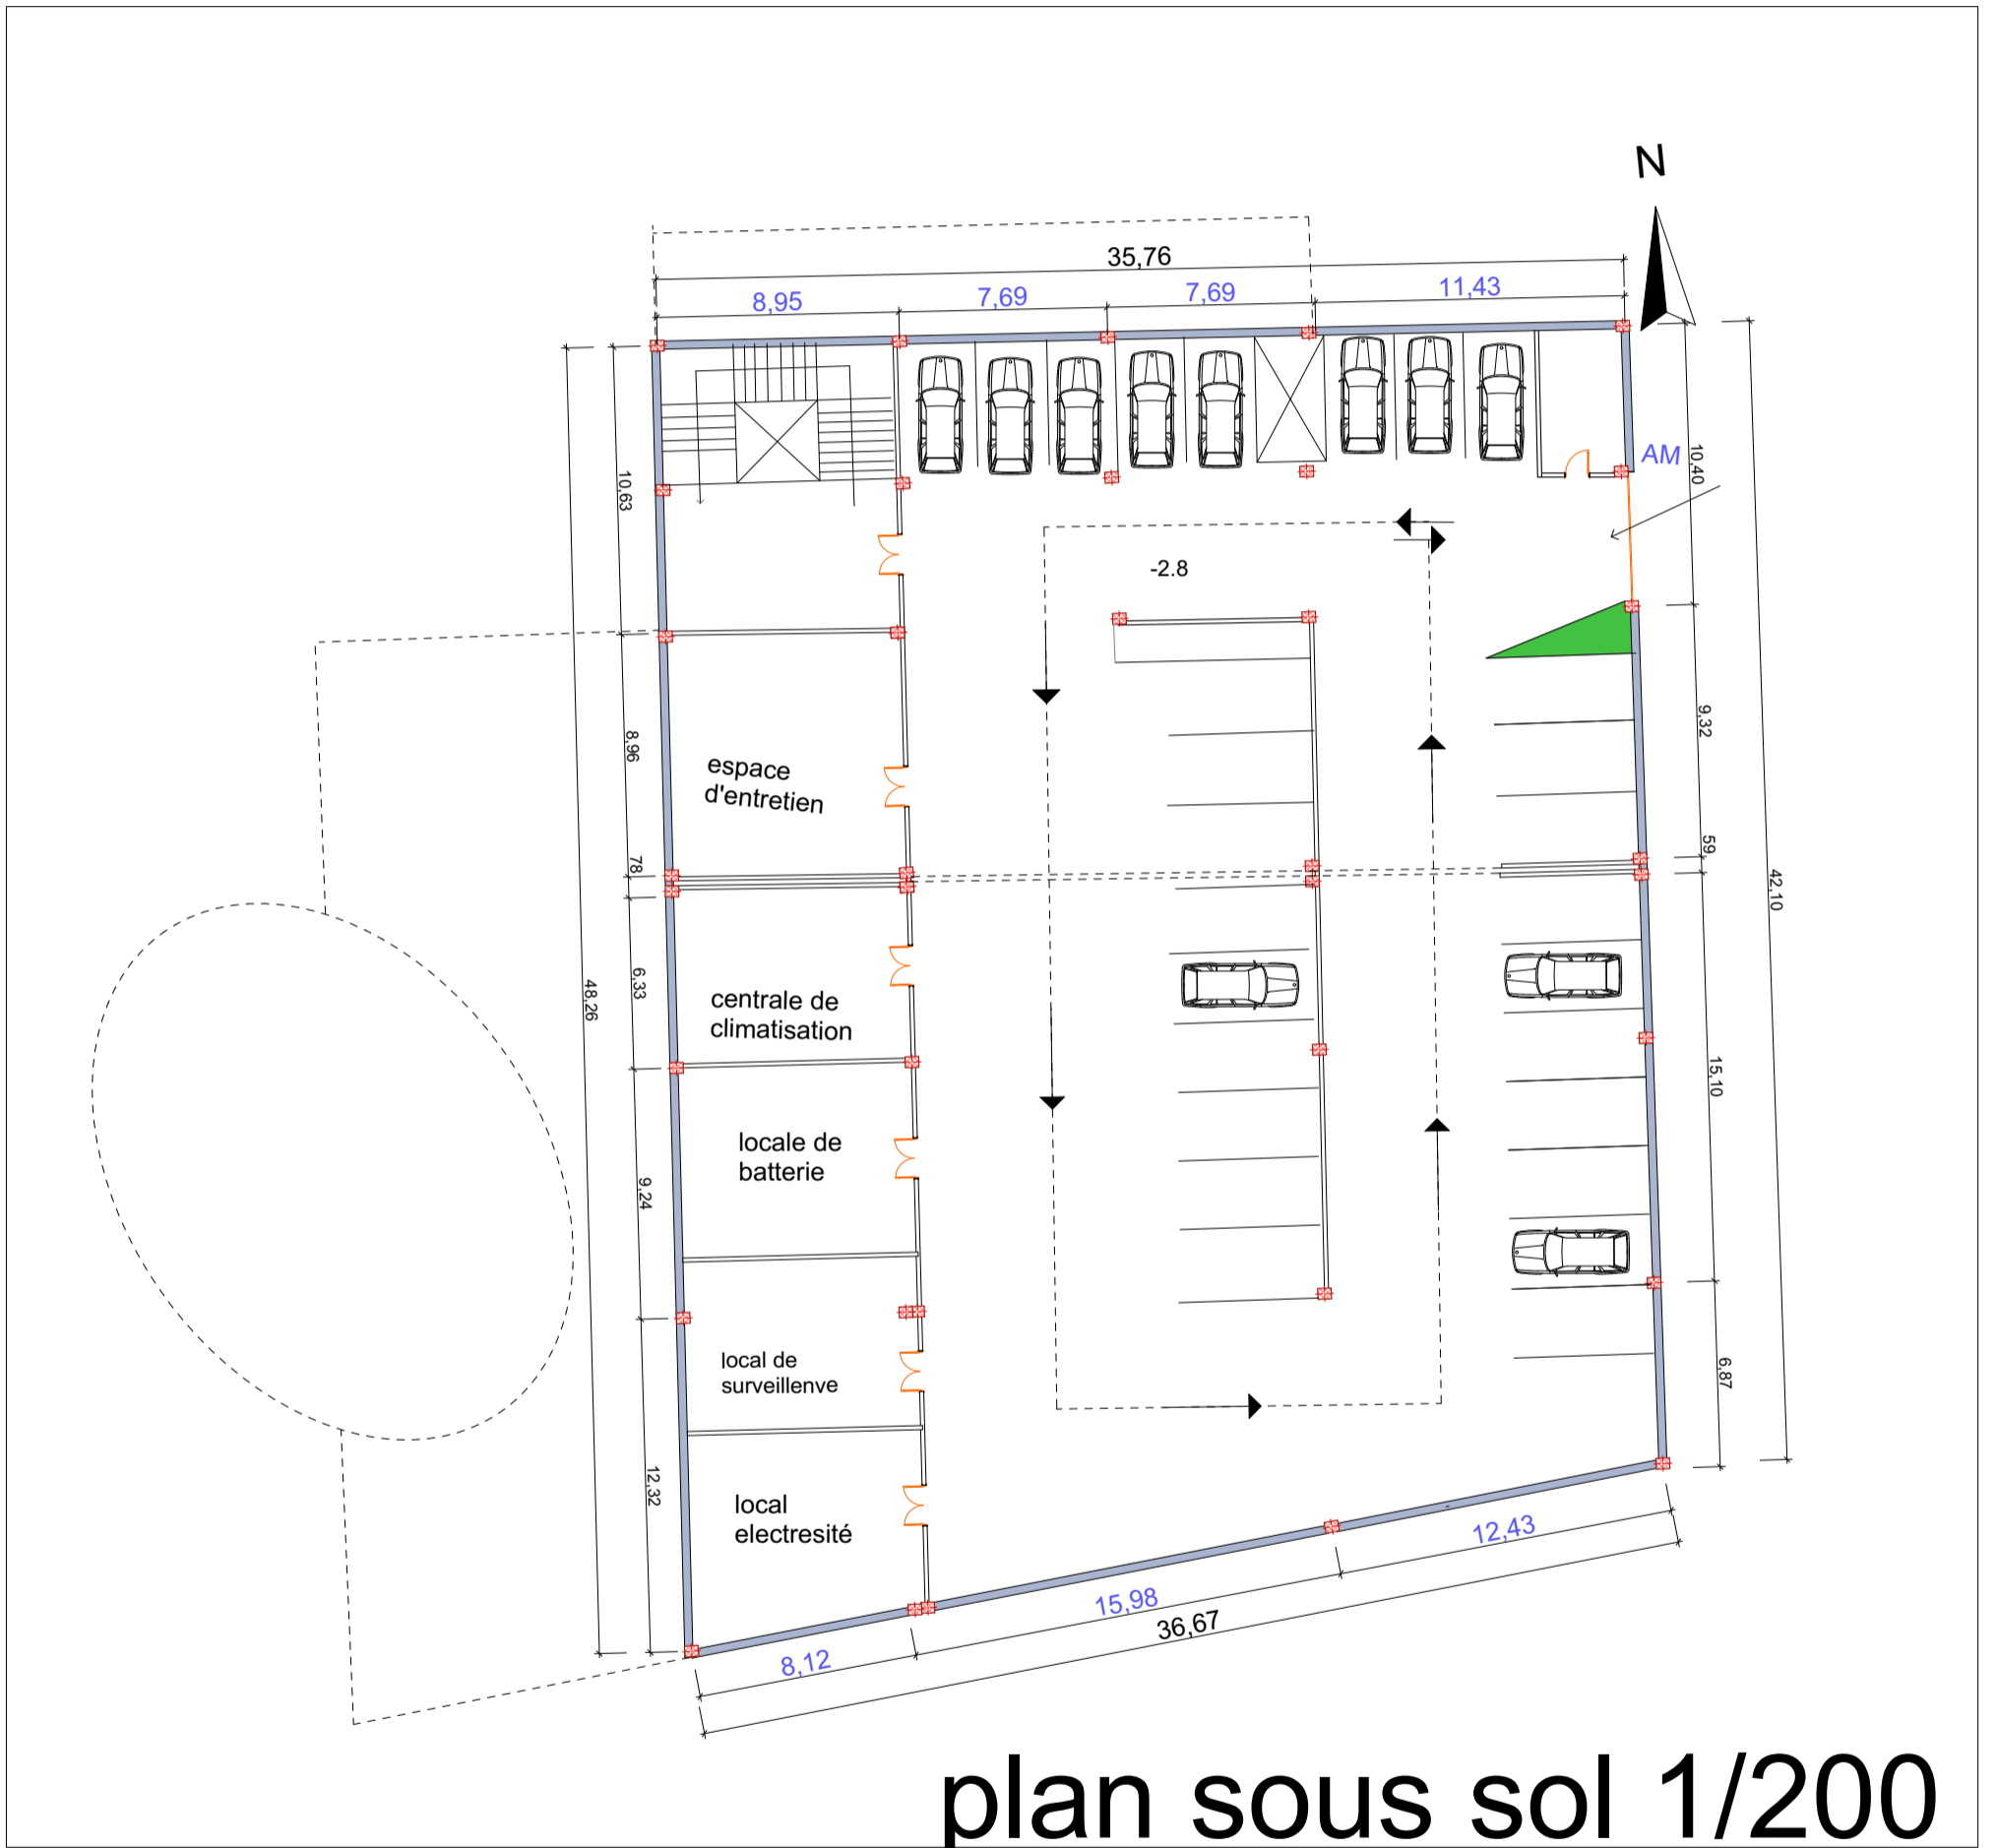 N
35,76
8,95
7,69
7,69
11,43
AM
10,40
10,63
-2.8
9,32
8,96
espace
d'entretien
59
78
42,10
48,26
6,33
centrale de
climatisation
15,10
locale de
batterie
9,24
local de
surveillenve
6,87
12,32
local
electresité
12,43
15,98
36,67
8,12
plan sous sol 1/200